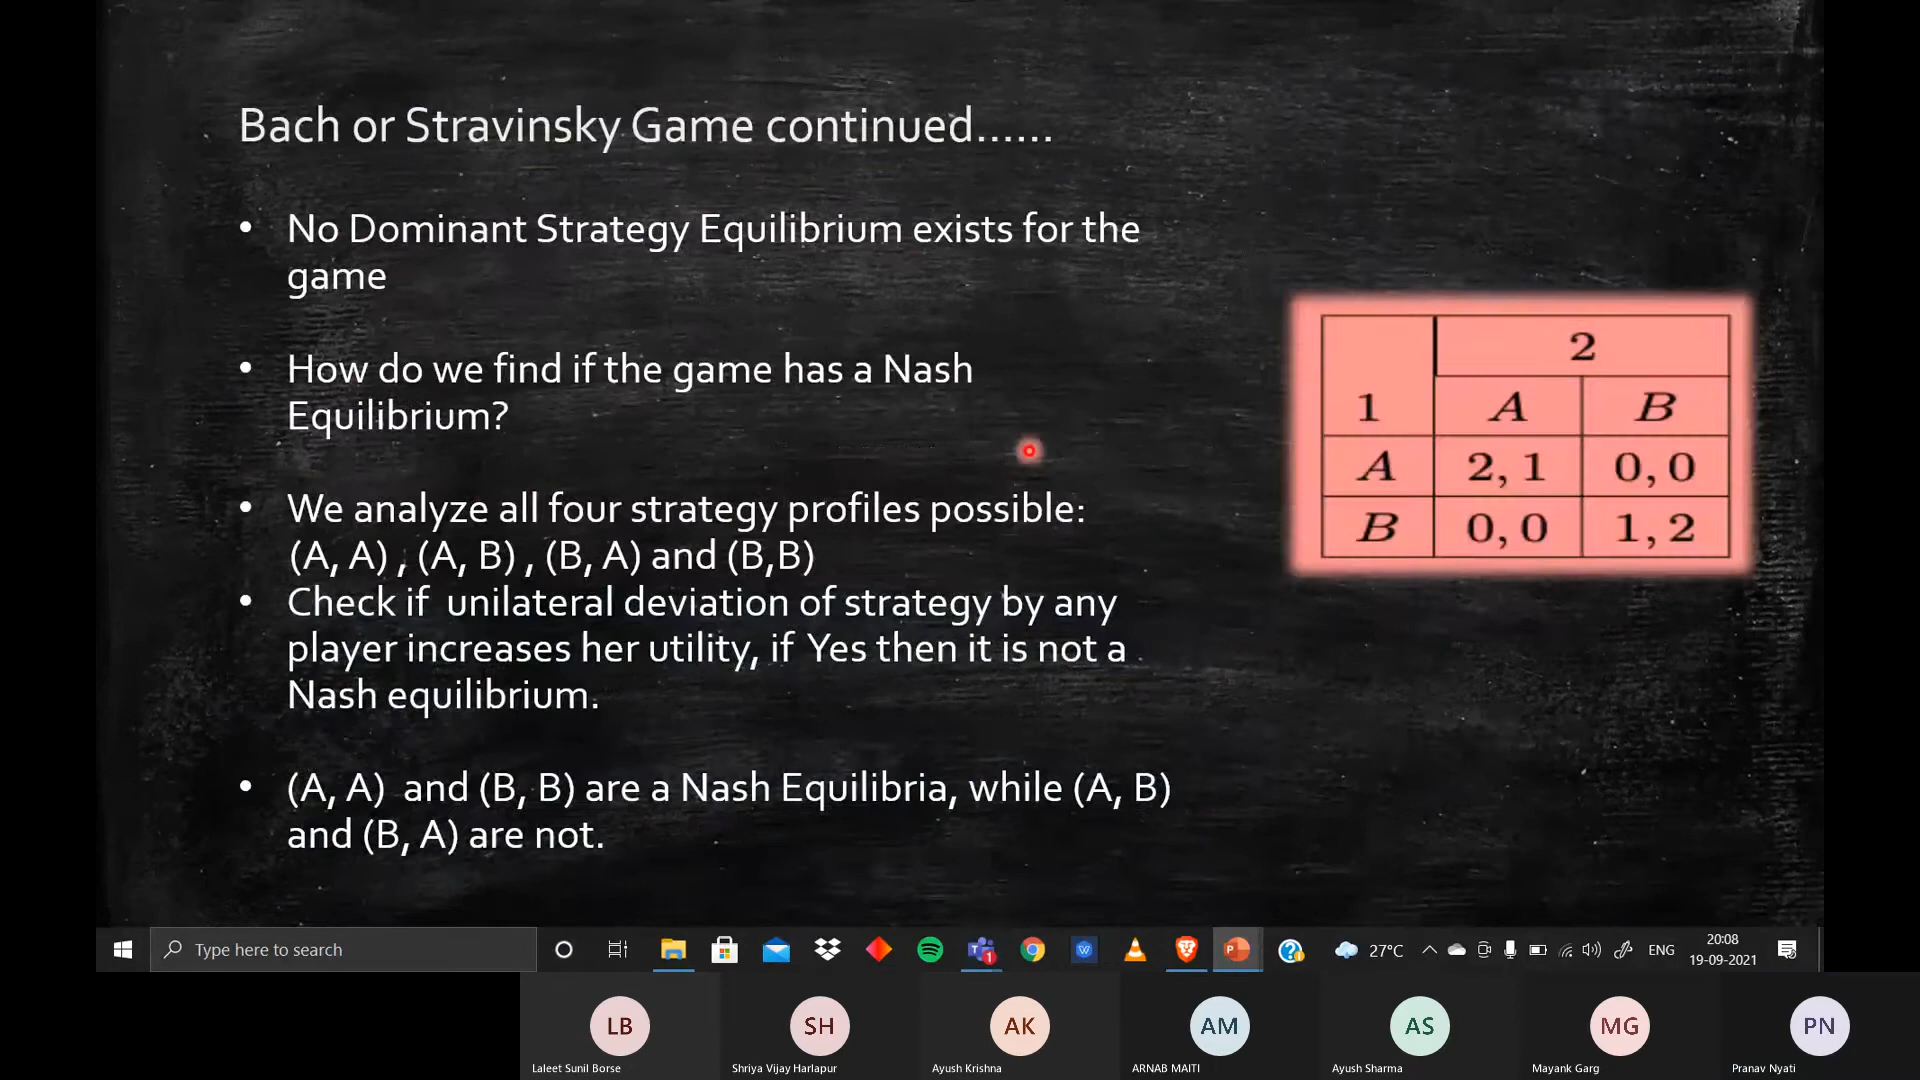 Bach or Stravinsky Game continued......
• No Dominant Strategy Equilibrium exists for the
game
• How do we find if the game has a Nash
Equilibrium?
• We analyze all four strategy profiles possible:
(A, A) , (A, B) , (B, A) and (B,B)
• Check if unilateral deviation of strategy by any
player increases her utility, if Yes then it is not a
Nash equilibrium.
• (A, A) and (B, B) are a Nash Equilibria, while (A, B)
and (B, A) are not.
2
1 A B
A 2, 1 0, 0
B 0, 0 1, 2
Type here to search
27°C
ENG
20:08
19-09-2021
LB
SH
AK
AM
AS
MG
PN
Laleet Sunil Borse
Shriya Vijay Harlapur
Ayush Krishna
ARNAB MAITI
Ayush Sharma
Mayank Garg
Pranav Nyati